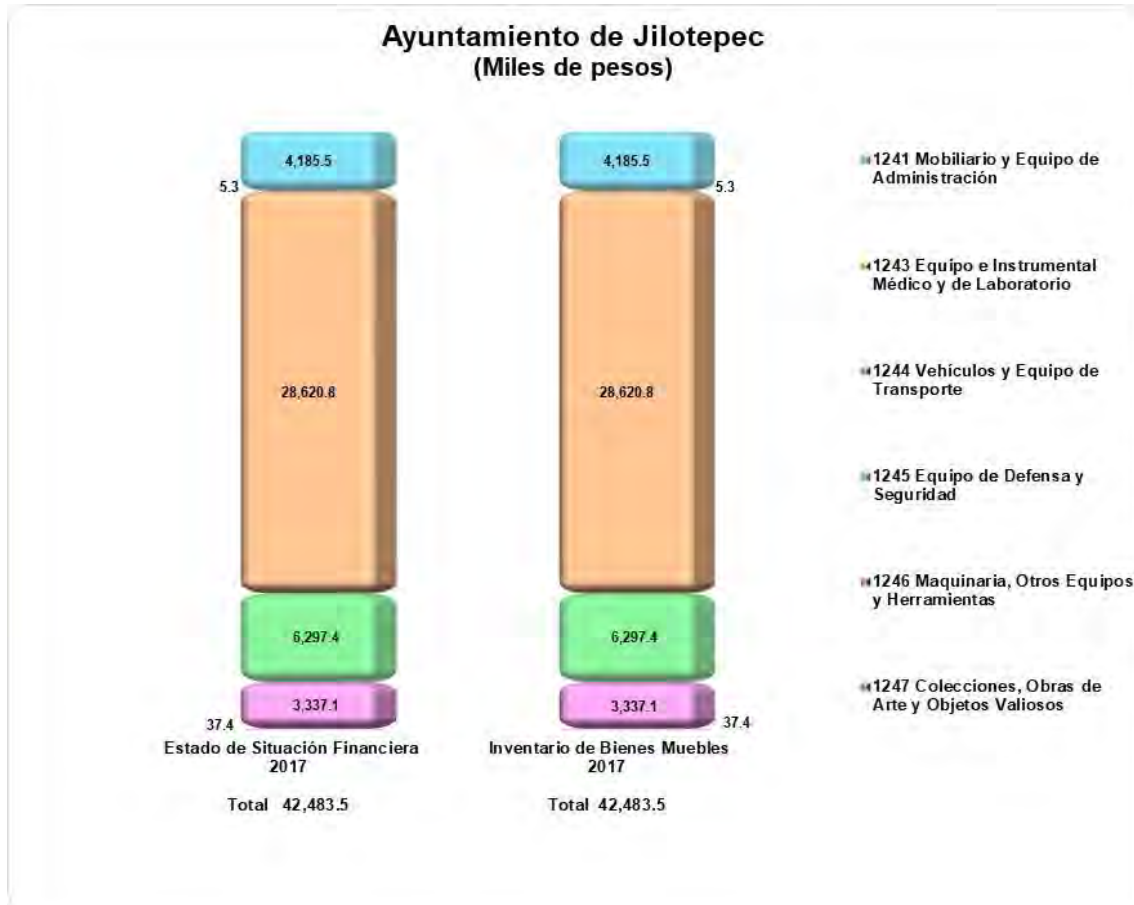 Ayuntamiento de Jilotepec
(Miles de pesos)
4,185.5
5.3
28,620.8
6,297.4
3,337.1
37.4
Estado de Situación Financiera
2017
Total 42,483.5
4,185.5
5.3
28,620.8
6,297.4
3,337.1
37.4
Inventario de Bienes Muebles
2017
Total 42,483.5
1241 Mobiliario y Equipo de
Administración
1243 Equipo e Instrumental
Médico y de Laboratorio
1244 Vehículos y Equipo de
Transporte
1245 Equipo de Defensa y
Seguridad
1246 Maquinaria, Otros Equipos
y Herramientas
1247 Colecciones, Obras de
Arte y Objetos Valiosos